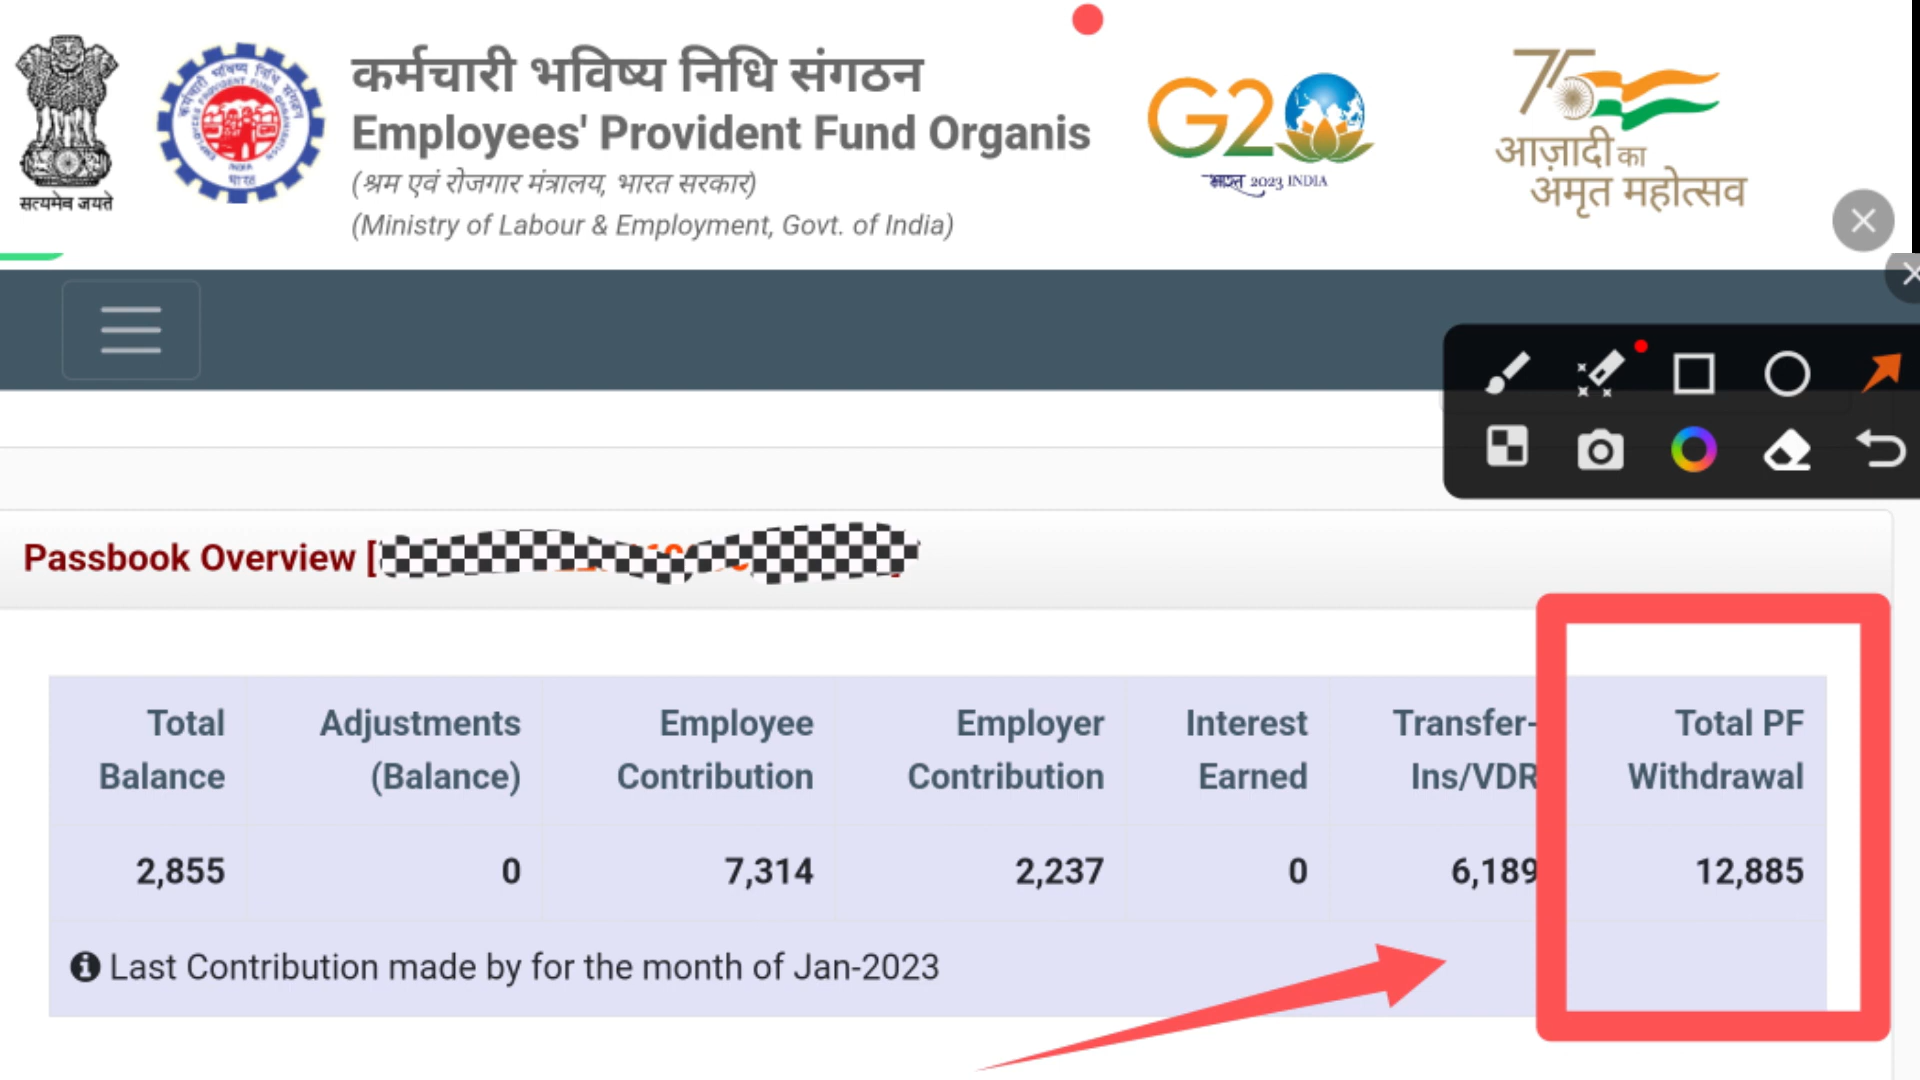 कर्मचारी भविष्य निधि संगठन
Employees' Provident Fund Organis
(श्रम एवं रोजगार मंत्रालय, भारत सरकार)
(Ministry of Labour & Employment, Govt. of India)
सत्यमेव जयते
G20
भारत 2023 INDIA
75
आज़ादी का
अमृत महोत्सव
Passbook Overview [
Total Balance
Adjustments (Balance)
Employee Contribution
Employer Contribution
Interest Earned
Transfer-Ins/VDR
Total PF Withdrawal
2,855 0 7,314 2,237 0 6,189 12,885
Last Contribution made by for the month of Jan-2023